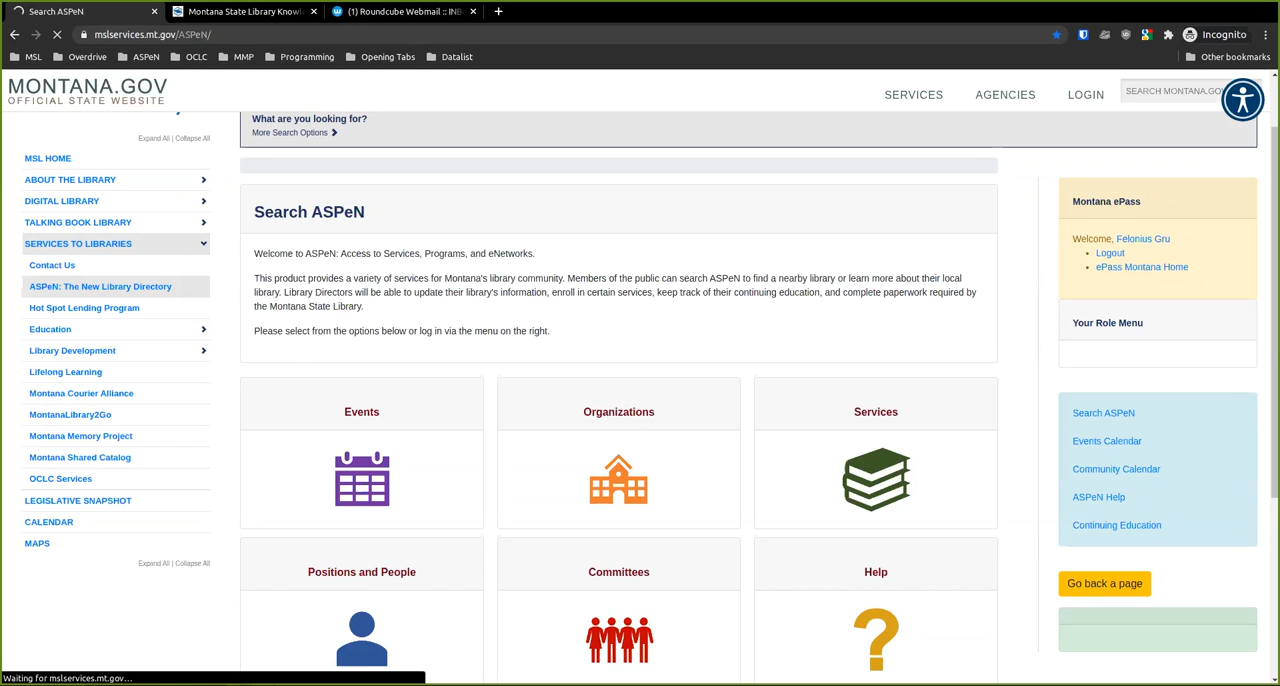 Search ASPeN
Montana State Library Knowl
(1) Roundcube Webmail :: INB
mslservices.mt.gov/ASPeN/
Incognito
MSL
Overdrive
ASPeN
OCLC
MMP
Programming
Opening Tabs
Datalist
Other bookmarks
MONTANA.GOV
OFFICIAL STATE WEBSITE
SERVICES
AGENCIES
LOGIN
SEARCH MONTANA.GO
Expand All | Collapse All
MSL HOME
ABOUT THE LIBRARY
DIGITAL LIBRARY
TALKING BOOK LIBRARY
SERVICES TO LIBRARIES
Contact Us
ASPeN: The New Library Directory
Hot Spot Lending Program
Education
Library Development
Lifelong Learning
Montana Courier Alliance
MontanaLibrary2Go
Montana Memory Project
Montana Shared Catalog
OCLC Services
LEGISLATIVE SNAPSHOT
CALENDAR
MAPS
Expand All | Collapse All
What are you looking for?
More Search Options
Search ASPeN
Welcome to ASPeN: Access to Services, Programs, and eNetworks.
This product provides a variety of services for Montana's library community. Members of the public can search ASPeN to find a nearby library or learn more about their local
library. Library Directors will be able to update their library's information, enroll in certain services, keep track of their continuing education, and complete paperwork required by
the Montana State Library.
Please select from the options below or log in via the menu on the right.
Events
Organizations
Services
Positions and People
Committees
Help
Montana ePass
Welcome, Felonius Gru
Logout
ePass Montana Home
Your Role Menu
Search ASPeN
Events Calendar
Community Calendar
ASPeN Help
Continuing Education
Go back a page
Waiting for mslservices.mt.gov...